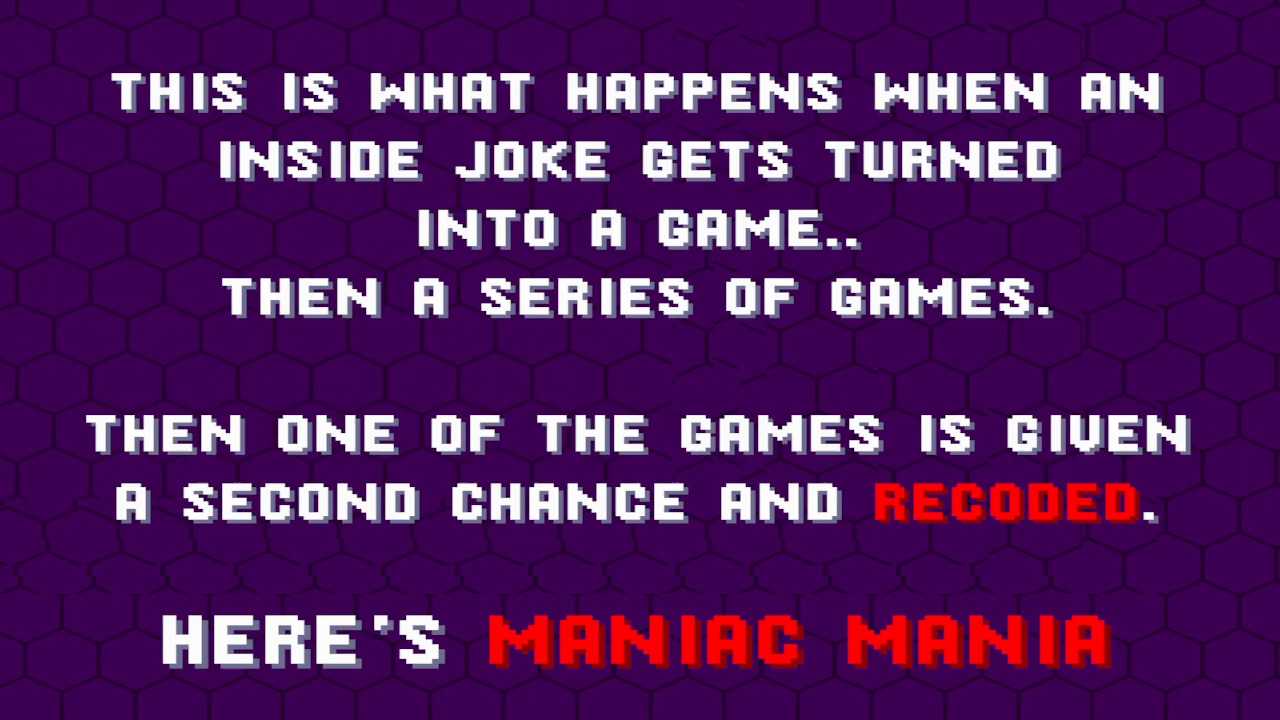 THIS IS WHAT HAPPENS WHEN AN
INSIDE JOKE GETS TURNED
INTO A GAME..
THEN A SERIES OF GAMES.
THEN ONE OF THE GAMES IS GIVEN
A SECOND CHANCE AND RECODED.
HERE'S MANIAC MANIA